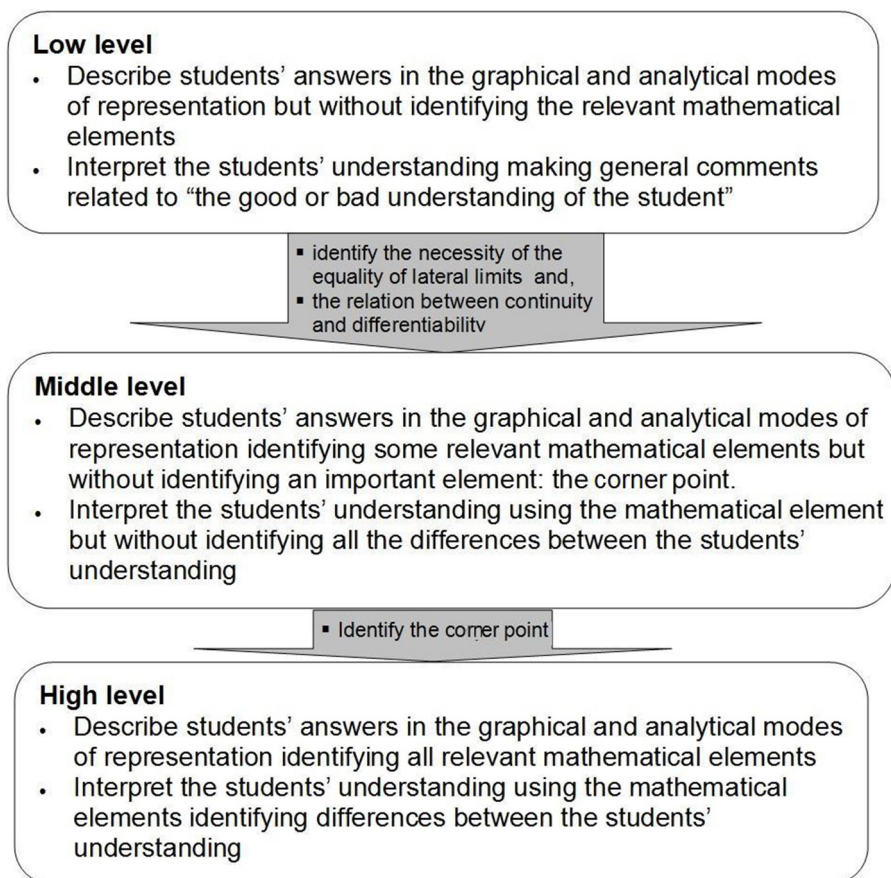 Low level
• Describe students’ answers in the graphical and analytical modes
of representation but without identifying the relevant mathematical
elements
• Interpret the students’ understanding making general comments
related to “the good or bad understanding of the student”
▪ identify the necessity of the
equality of lateral limits and,
▪ the relation between continuity
and differentiability
Middle level
• Describe students’ answers in the graphical and analytical modes of
representation identifying some relevant mathematical elements but
without identifying an important element: the corner point.
• Interpret the students’ understanding using the mathematical element
but without identifying all the differences between the students’
understanding
▪ Identify the corner point
High level
• Describe students’ answers in the graphical and analytical modes
of representation identifying all relevant mathematical elements
• Interpret the students’ understanding using the mathematical
elements identifying differences between the students’
understanding